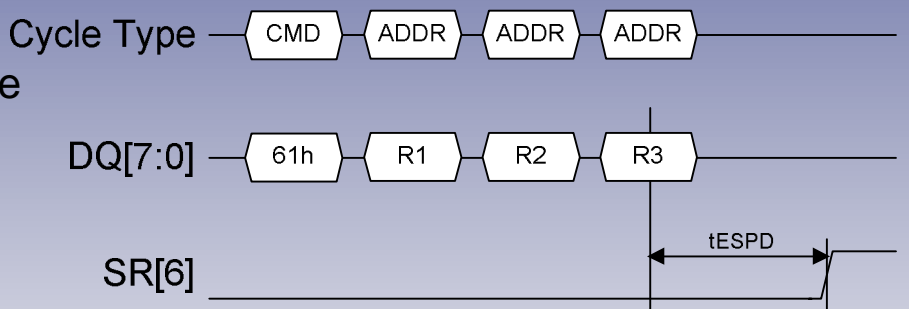 Cycle Type CMD ADDR ADDR ADDR
e
DQ[7:0] 61h R1 R2 R3
tESPD
SR[6]